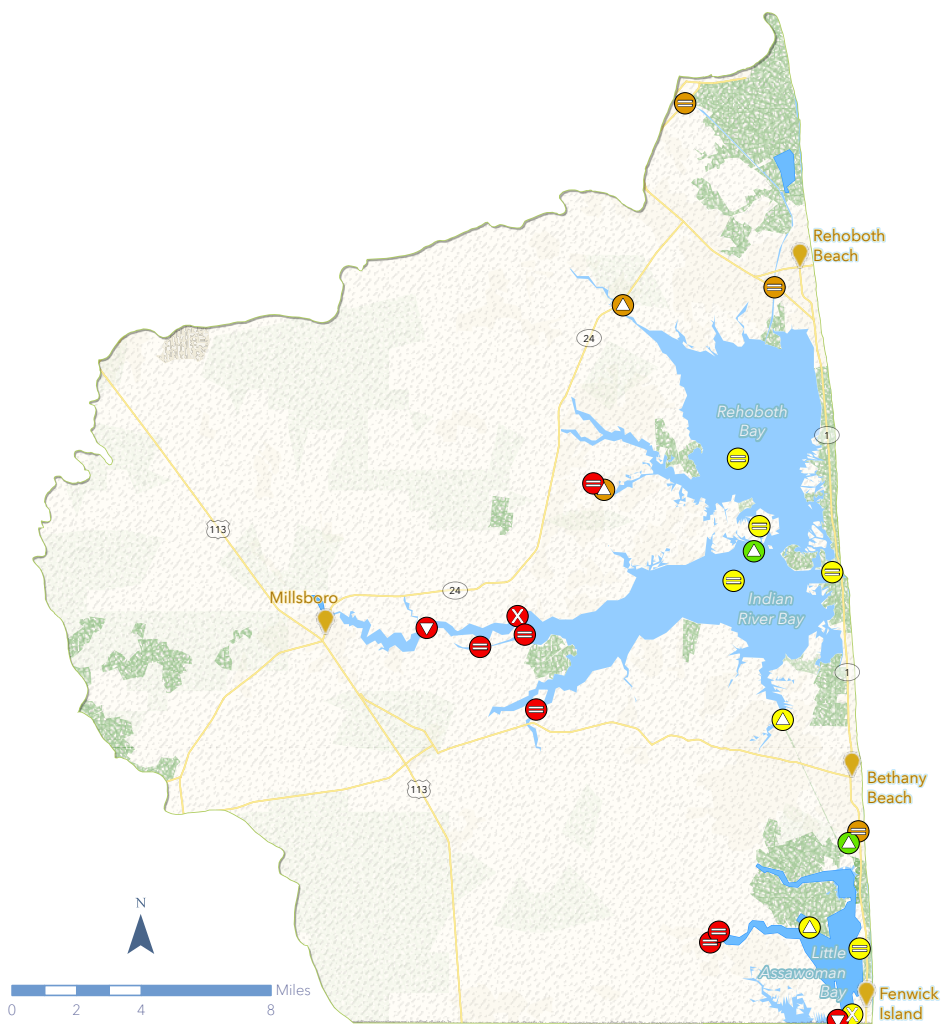 Rehoboth
Beach
24
Rehoboth
Bay
1
113
24
Millsboro
Indian
River Bay
1
Bethany
Beach
113
N
Little
Assawoman
Bay
Fenwick
Island
Miles
0
2
4
8